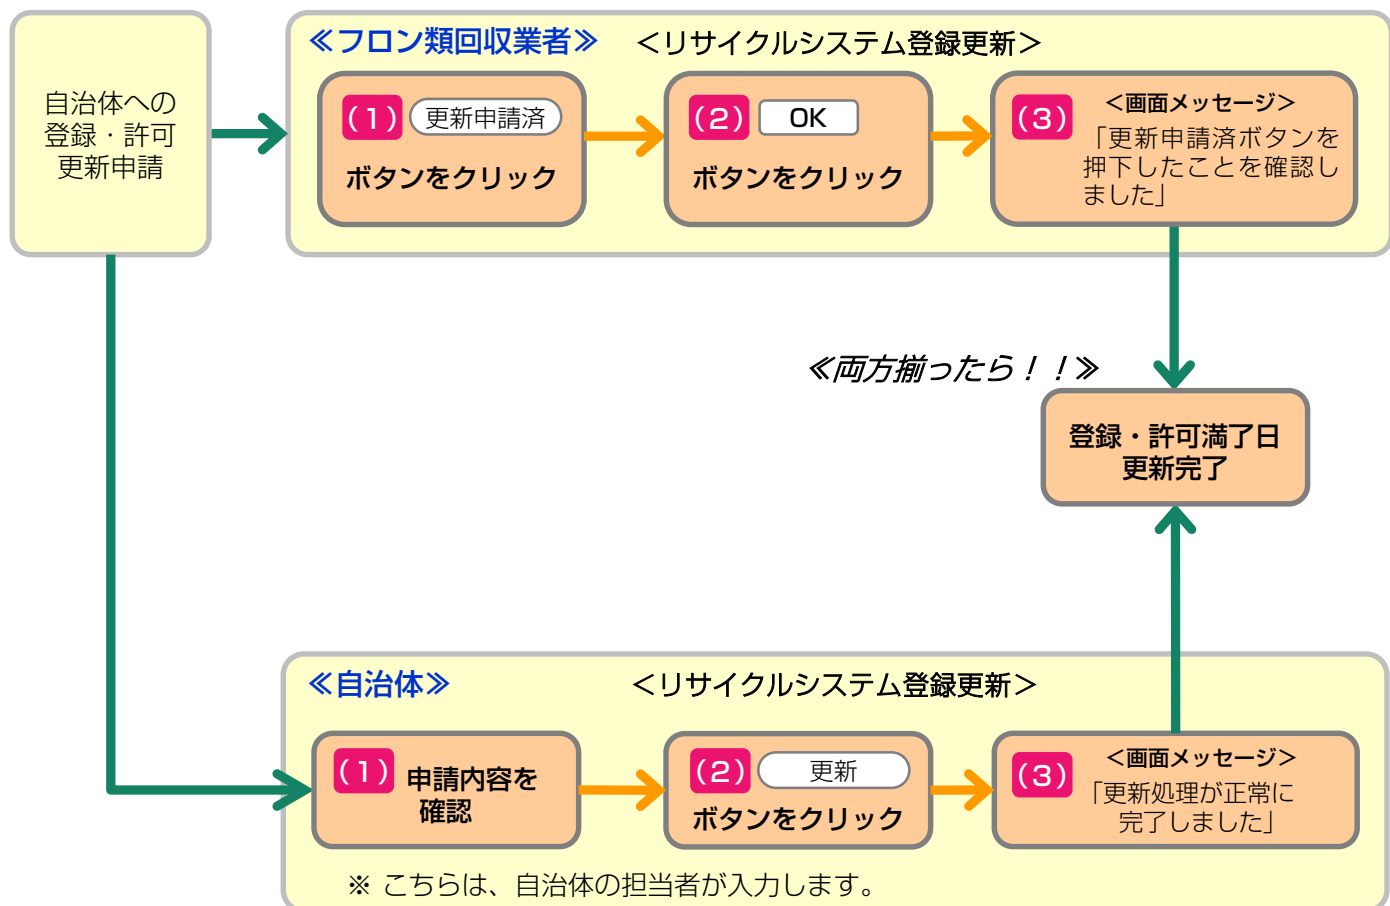 自治体への
登録・許可
更新申請
≪フロン類回収業者≫ ＜リサイクルシステム登録更新＞
(1) 更新申請済
ボタンをクリック
(2) OK
ボタンをクリック
(3) ＜画面メッセージ＞
「更新申請済ボタンを
押下したことを確認し
ました」
≪両方揃ったら！！≫
登録・許可満了日
更新完了
≪自治体≫ ＜リサイクルシステム登録更新＞
(1) 申請内容を
確認
(2) 更新
ボタンをクリック
(3) ＜画面メッセージ＞
「更新処理が正常に
完了しました」
※ こちらは、自治体の担当者が入力します。